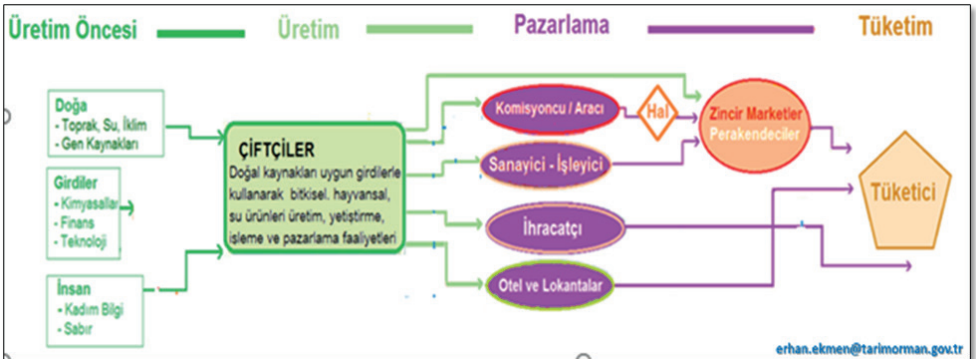 Üretim Öncesi
Üretim
Pazarlama
Tüketim
Doğa
- Toprak, Su, İklim
- Gen Kaynakları
Girdiler
- Kimyasallar
- Finans
- Teknoloji
İnsan
- Kadım Bilgi
- Sabır
ÇİFTÇİLER
Doğal kaynakları uygun girdilerle
kullanarak bitkisel. hayvansal,
su ürünleri üretim, yetiştirme,
işleme ve pazarlama faaliyetleri
Komisyoncu / Aracı
Hal
Sanayici - İşleyici
İhracatçı
Otel ve Lokantalar
Zincir Marketler
Perakendeciler
Tüketici
erhan.ekmen@tarimorman.gov.tr